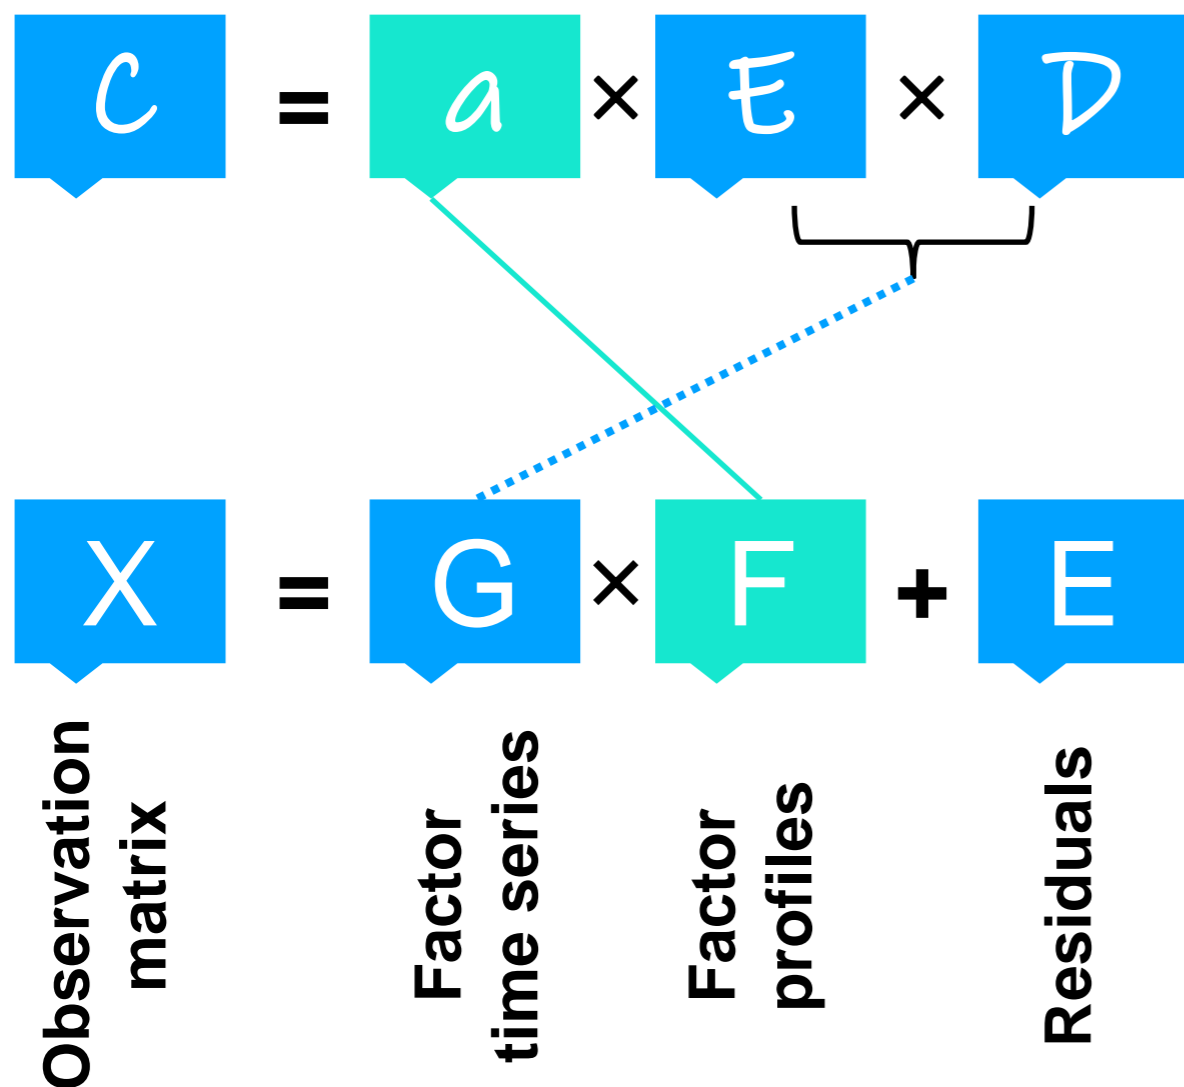 C = a × E × D
X = G × F + E
Observation
matrix
Factor
time series
Factor
profiles
Residuals